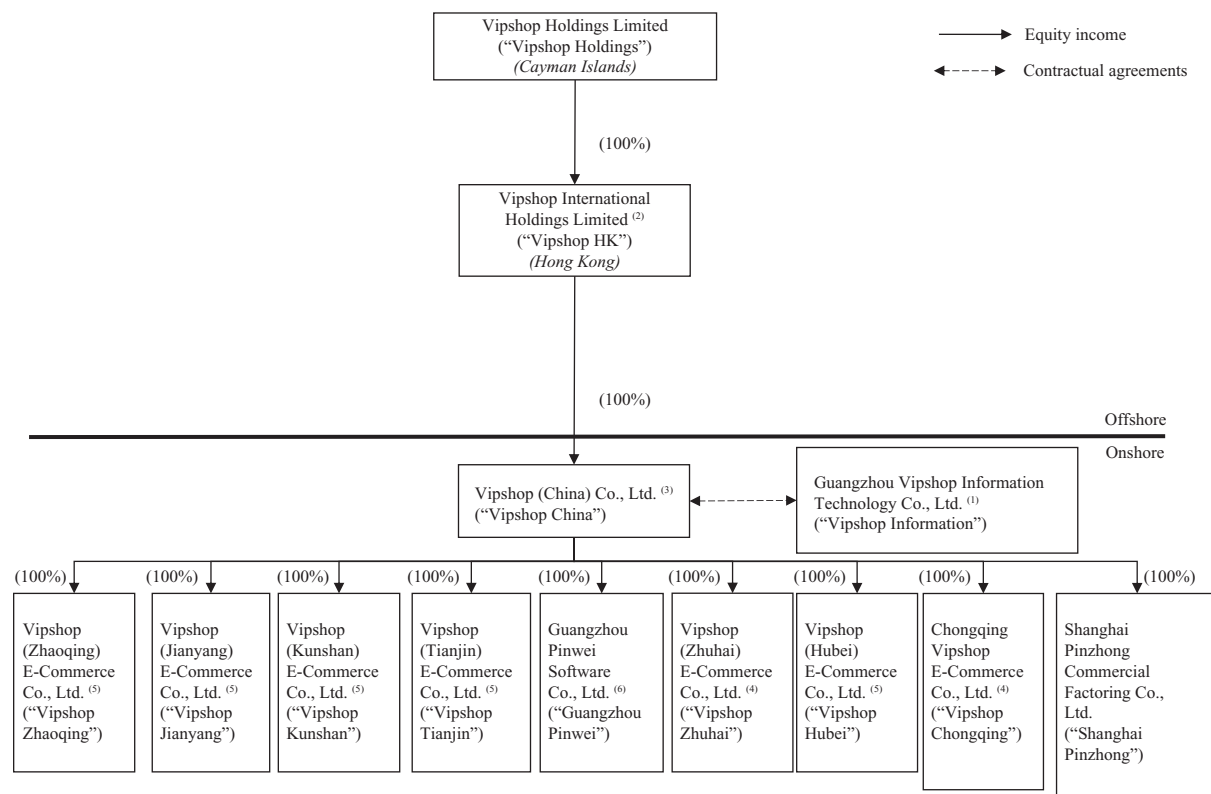 Vipshop Holdings Limited
(“Vipshop Holdings”)
(Cayman Islands)
Equity income
Contractual agreements
(100%)
Vipshop International
Holdings Limited (2)
(“Vipshop HK”)
(Hong Kong)
(100%)
Offshore
Onshore
Vipshop (China) Co., Ltd. (3)
(“Vipshop China”)
Guangzhou Vipshop Information
Technology Co., Ltd. (1)
(“Vipshop Information”)
(100%)
Vipshop
(Zhaoqing)
E-Commerce
Co., Ltd. (5)
(“Vipshop
Zhaoqing”)
(100%)
Vipshop
(Jianyang)
E-Commerce
Co., Ltd. (5)
(“Vipshop
Jianyang”)
(100%)
Vipshop
(Kunshan)
E-Commerce
Co., Ltd. (5)
(“Vipshop
Kunshan”)
(100%)
Vipshop
(Tianjin)
E-Commerce
Co., Ltd. (5)
(“Vipshop
Tianjin”)
(100%)
Guangzhou
Pinwei
Software
Co., Ltd. (6)
(“Guangzhou
Pinwei”)
(100%)
Vipshop
(Zhuhai)
E-Commerce
Co., Ltd. (4)
(“Vipshop
Zhuhai”)
(100%)
Vipshop
(Hubei)
E-Commerce
Co., Ltd. (5)
(“Vipshop
Hubei”)
(100%)
Chongqing
Vipshop
E-Commerce
Co., Ltd. (4)
(“Vipshop
Chongqing”)
(100%)
Shanghai
Pinzhong
Commercial
Factoring Co.,
Ltd.
(“Shanghai
Pinzhong”)